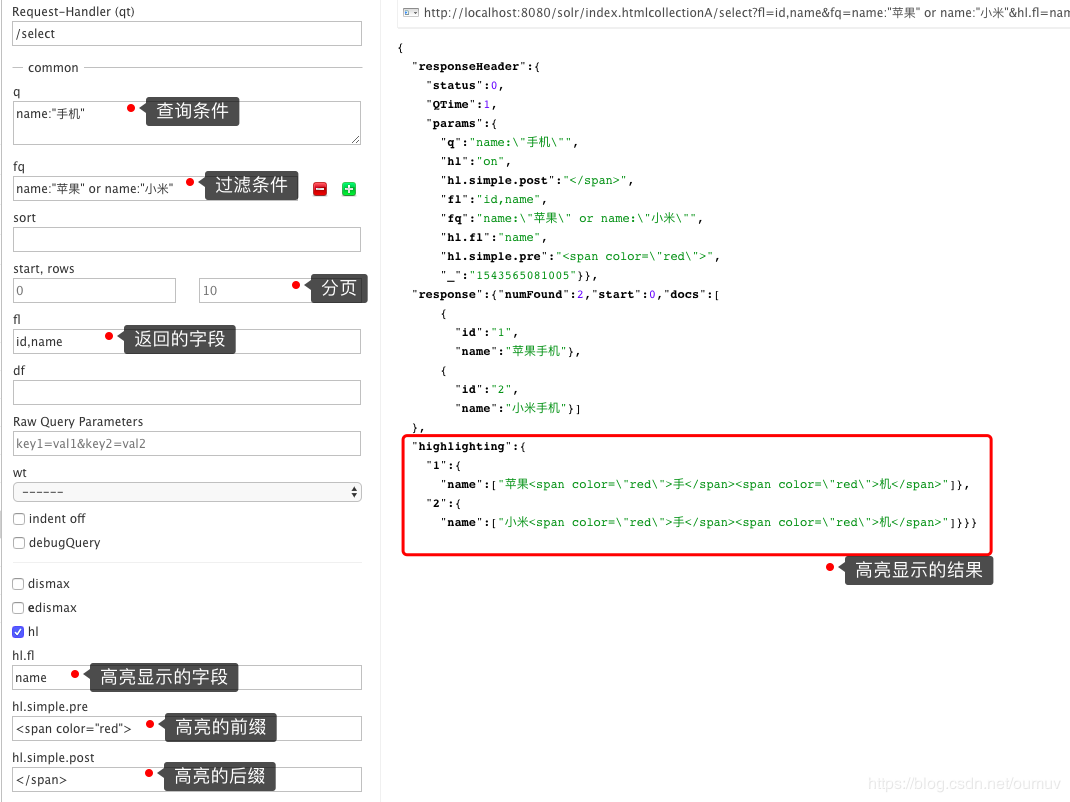 Request-Handler (qt)
/select
common
q
name:"手机"
查询条件
fq
name:"苹果" or name:"小米"
过滤条件
sort
start, rows
0
10
分页
fl
id,name
返回的字段
df
Raw Query Parameters
key1=val1&key2=val2
wt
------
indent off
debugQuery
dismax
edismax
hl
hl.fl
name
高亮显示的字段
hl.simple.pre
<span color="red">
高亮的前缀
hl.simple.post
</span>
高亮的后缀
http://localhost:8080/solr/index.htmlcollectionA/select?fl=id,name&fq=name:"苹果" or name:"小米"&hl.fl=nam
{
"responseHeader":{
"status":0,
"QTime":1,
"params":{
"q":"name:\"手机\"",
"hl":"on",
"hl.simple.post":"</span>",
"fl":"id,name",
"fq":"name:\"苹果\" or name:\"小米\"",
"hl.fl":"name",
"hl.simple.pre":"<span color=\"red\">",
"_":"1543565081005"}},
"response":{"numFound":2,"start":0,"docs":[
{
"id":"1",
"name":"苹果手机"},
{
"id":"2",
"name":"小米手机"}]
},
"highlighting":{
"1":{
"name":["苹果<span color=\"red\">手</span><span color=\"red\">机</span>"]},
"2":{
"name":["小米<span color=\"red\">手</span><span color=\"red\">机</span>"]}}}
高亮显示的结果
https://blog.csdn.net/oumuv